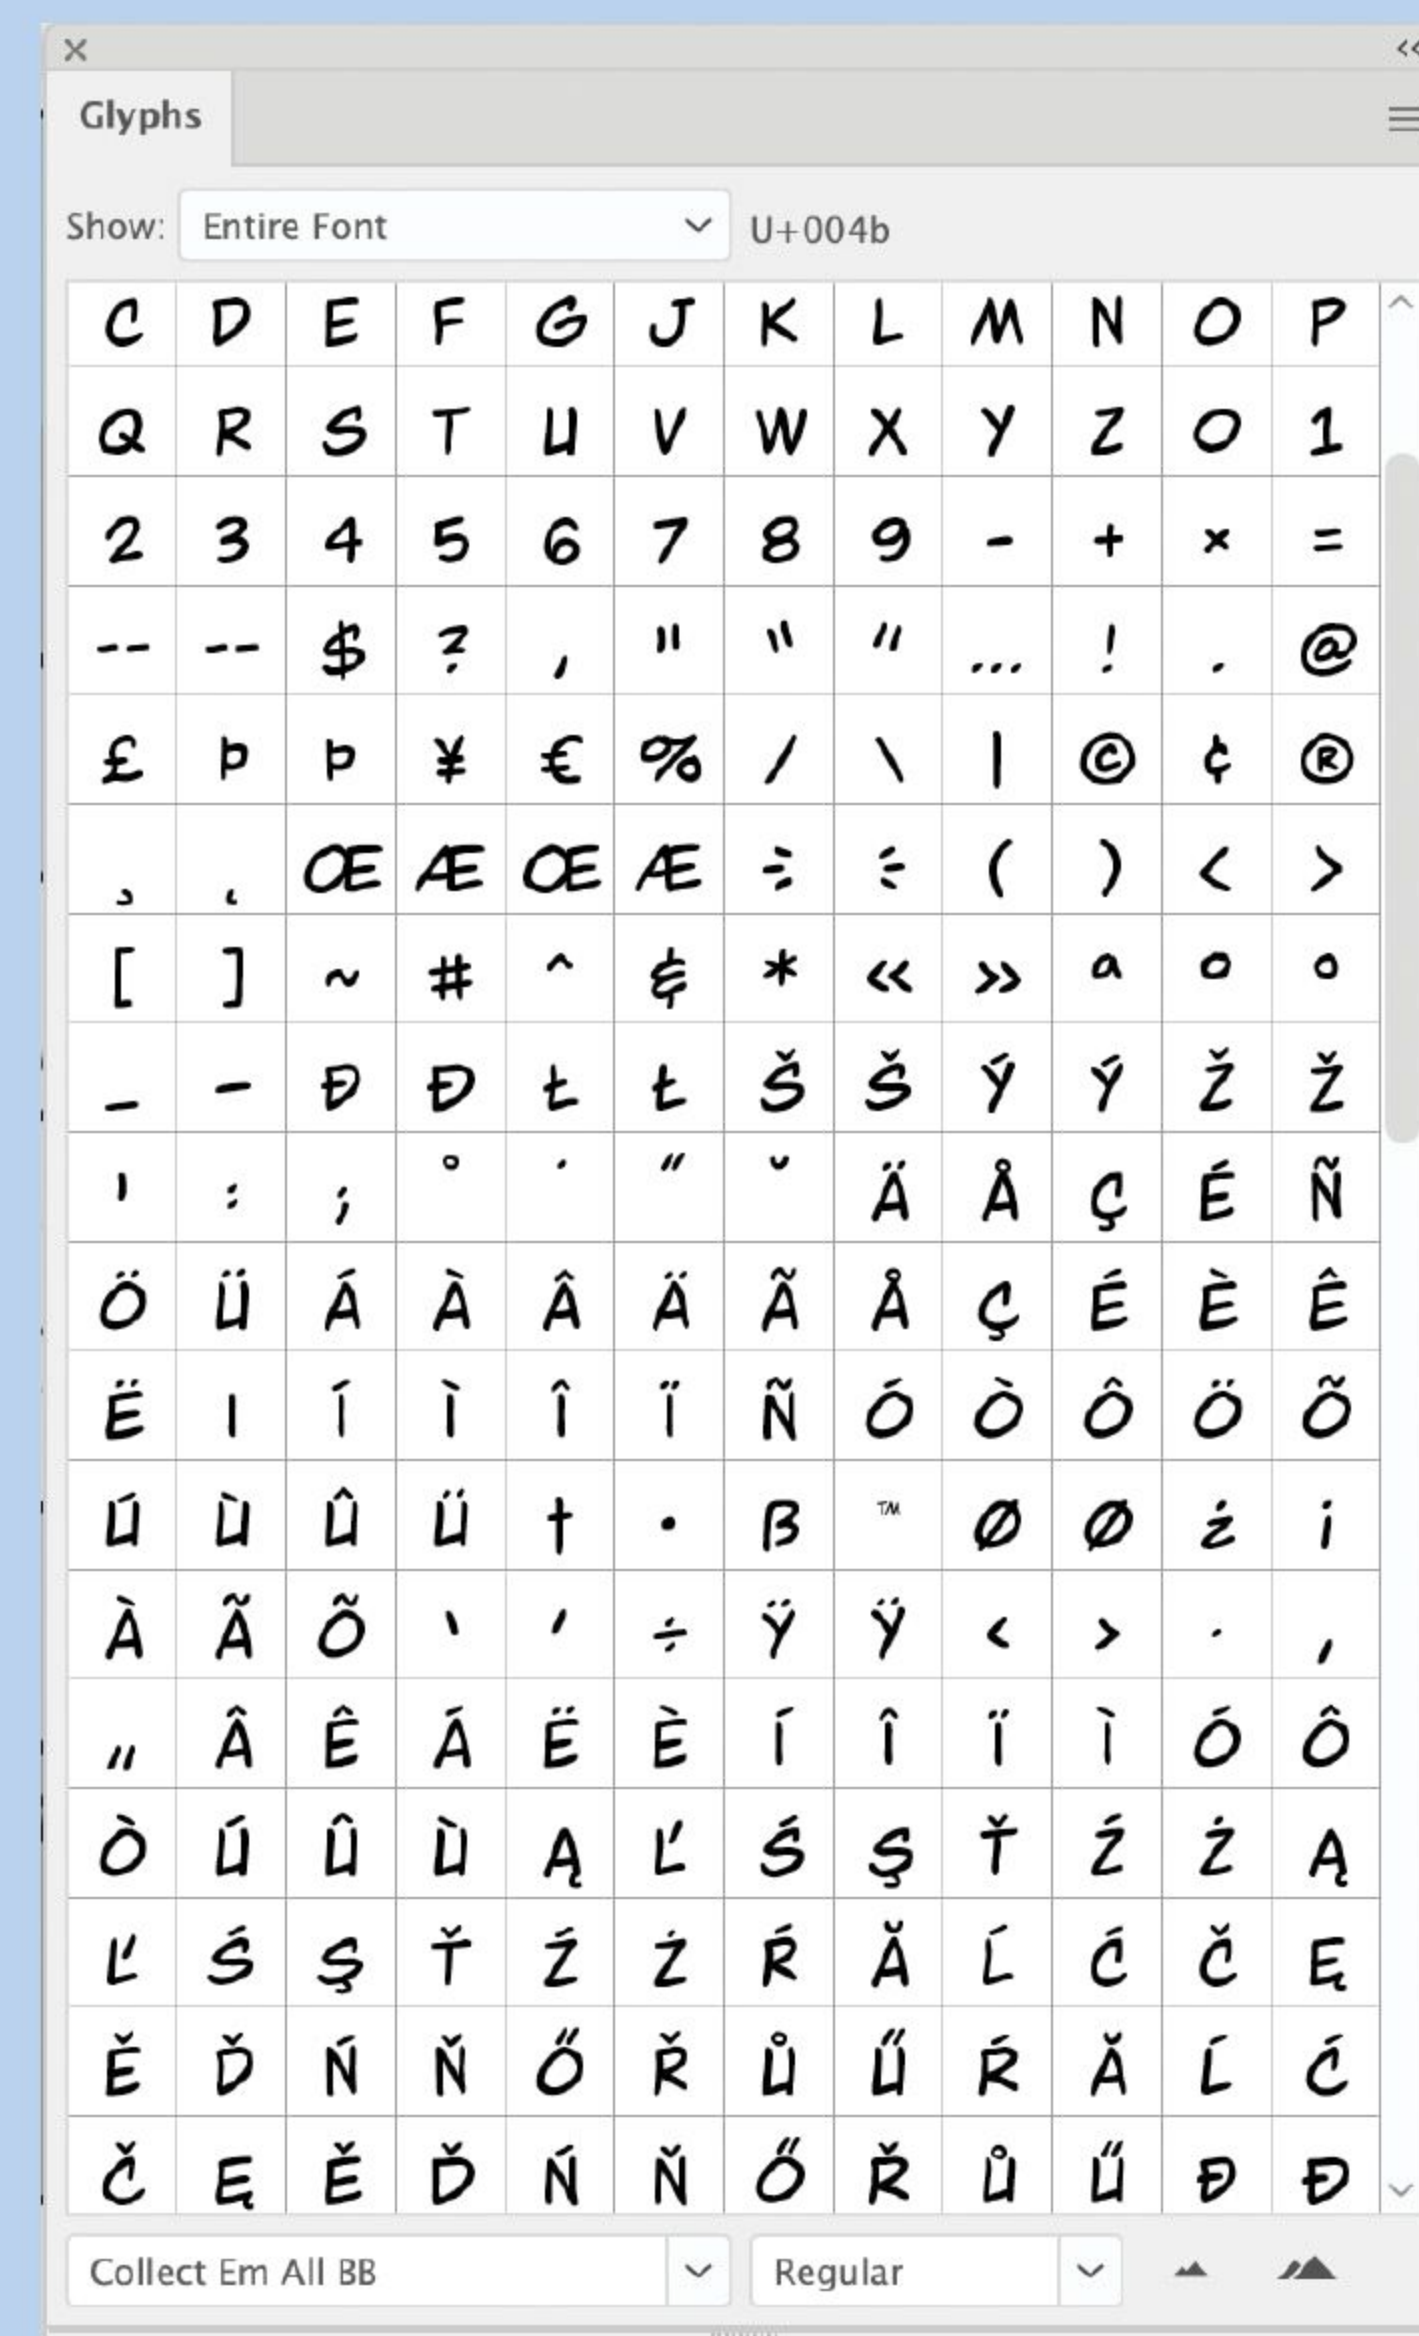 Glyphs
Show: Entire Font U+004b
C D E F G J K L M N O P
Q R S T U V W X Y Z O 1
2 3 4 5 6 7 8 9 - + × =
-- -- $ ? , " “ ” … ! . @
£ Þ Þ ¥ € % / \ | © ¢ ®
¸ ˛ Œ Æ Œ Æ ( ) < >
[ ] ~ # ^ & * « » ª º °
_ – Đ Đ Ł Ł Š Š Ý Ý Ž Ž
' : ; ˚ ˙ ˝ ˘ Ä Å Ç É Ñ
Ö Ü Á À Â Ä Ã Å Ç É È Ê
Ë I Í Ì Î Ï Ñ Ó Ò Ô Ö Õ
Ú Ù Û Ü † • ß ™ Ø Ø ¿ ¡
À Ã Õ ‘ ’ ÷ Ÿ Ÿ ‹ › · ‚
„ Â Ê Á Ë È Í Î Ï Ì Ó Ô
Ò Ú Û Ù Ą Ľ Ś Ş Ť Ź Ż Ą
Ľ Ś Ş Ť Ź Ż Ŕ Ă Ĺ Ć Č Ę
Ě Ď Ń Ň Ő Ř Ů Ű Ŕ Ă Ĺ Ć
Č Ę Ě Ď Ń Ň Ő Ř Ů Ű Đ Đ
Collect Em All BB Regular